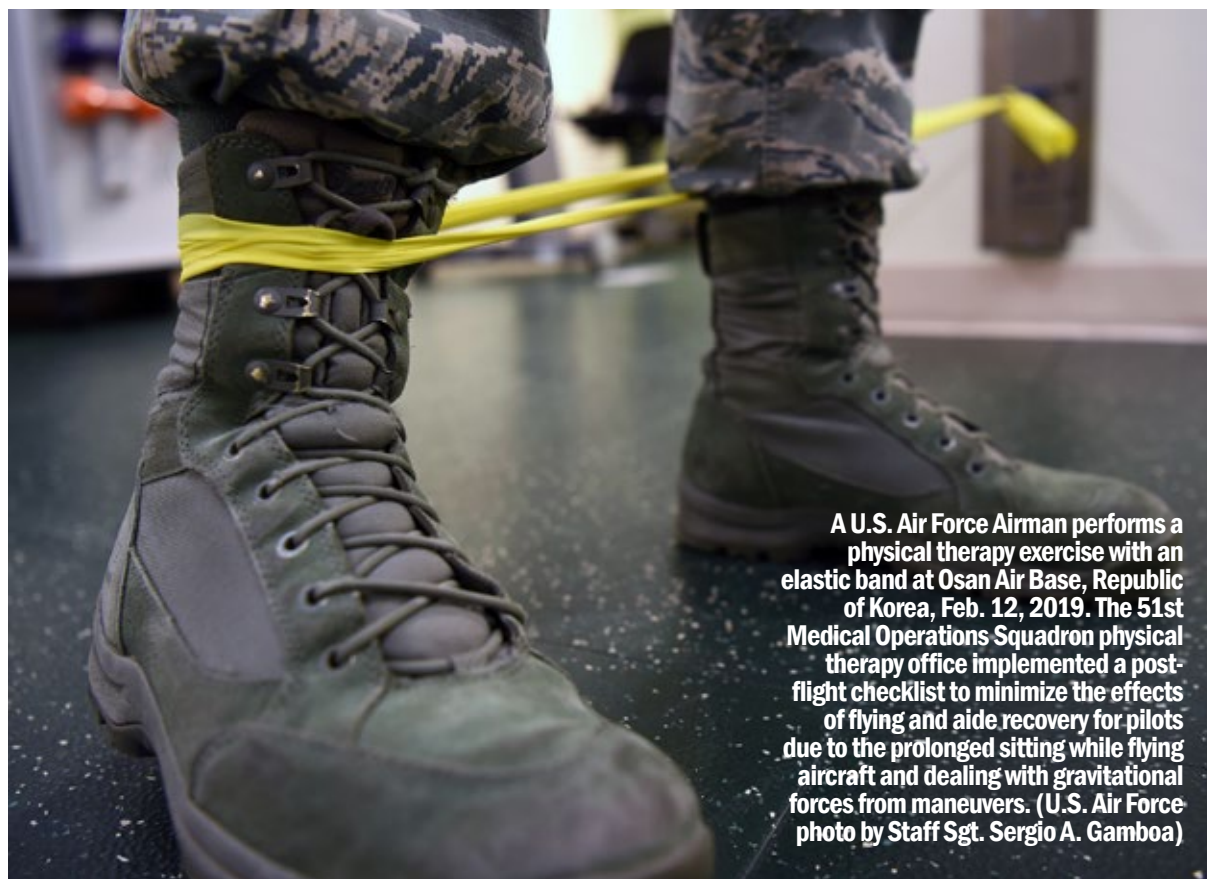 A U.S. Air Force Airman performs a
physical therapy exercise with an
elastic band at Osan Air Base, Republic
of Korea, Feb. 12, 2019. The 51st
Medical Operations Squadron physical
therapy office implemented a post-
flight checklist to minimize the effects
of flying and aide recovery for pilots
due to the prolonged sitting while flying
aircraft and dealing with gravitational
forces from maneuvers. (U.S. Air Force
photo by Staff Sgt. Sergio A. Gamboa)